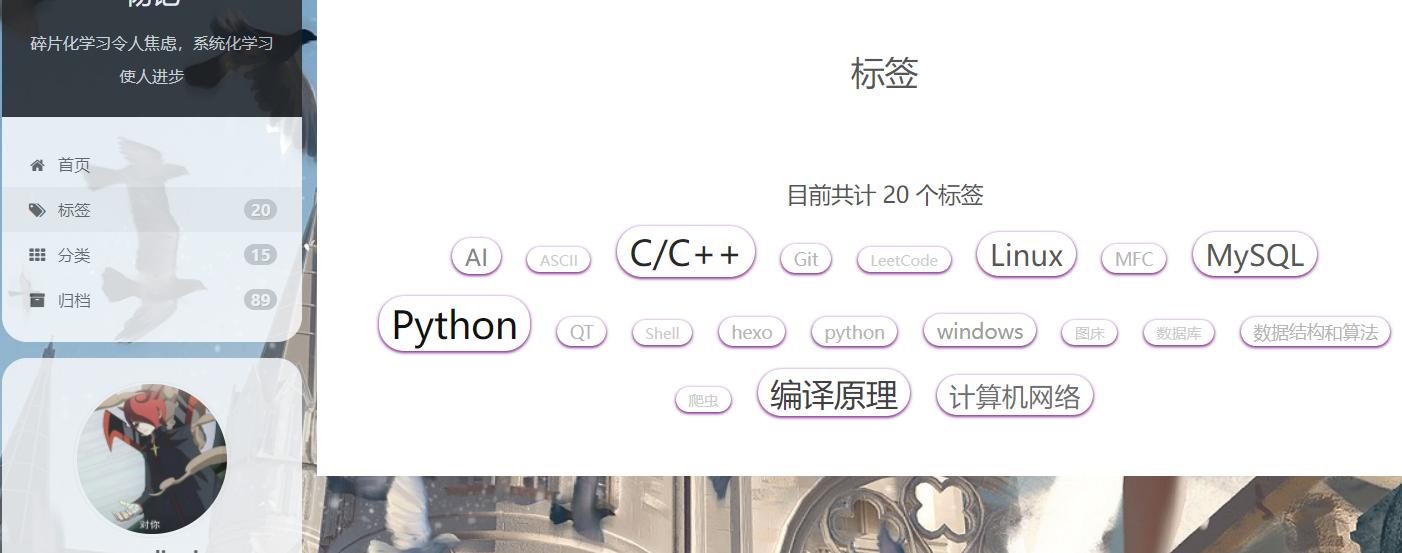 碎片化学习令人焦虑，系统化学习
使人进步
首页
标签 20
分类 15
归档 89
对你
标签
目前共计 20 个标签
AI ASCII C/C++ Git LeetCode Linux MFC MySQL
Python QT Shell hexo python windows 图床 数据库 数据结构和算法
爬虫 编译原理 计算机网络